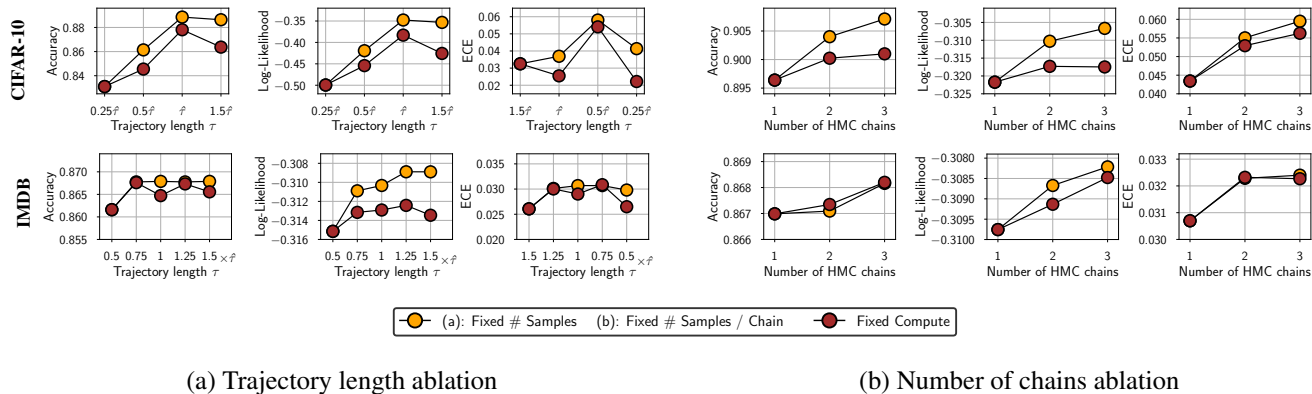 CIFAR-10
Accuracy
0.88
0.86
0.84
0.25τ̂ 0.5τ̂ τ̂ 1.5τ̂
Trajectory length τ
Log-Likelihood
−0.35
−0.40
−0.45
−0.50
0.25τ̂ 0.5τ̂ τ̂ 1.5τ̂
Trajectory length τ
ECE
0.06
0.05
0.04
0.03
0.02
1.5τ̂ τ̂ 0.5τ̂ 0.25τ̂
Trajectory length τ
Accuracy
0.905
0.900
0.895
1 2 3
Number of HMC chains
Log-Likelihood
−0.305
−0.310
−0.315
−0.320
−0.325
1 2 3
Number of HMC chains
ECE
0.060
0.055
0.050
0.045
0.040
1 2 3
Number of HMC chains
IMDB
Accuracy
0.870
0.865
0.860
0.855
0.5 0.75 1 1.25 1.5 ×τ̂
Trajectory length τ
Log-Likelihood
−0.308
−0.310
−0.312
−0.314
−0.316
0.5 0.75 1 1.25 1.5 ×τ̂
Trajectory length τ
ECE
0.035
0.030
0.025
0.020
1.5 1.25 1 0.75 0.5 ×τ̂
Trajectory length τ
Accuracy
0.869
0.868
0.867
0.866
1 2 3
Number of HMC chains
Log-Likelihood
−0.3080
−0.3085
−0.3090
−0.3095
−0.3100
1 2 3
Number of HMC chains
ECE
0.033
0.032
0.031
0.030
1 2 3
Number of HMC chains
(a): Fixed # Samples (b): Fixed # Samples / Chain Fixed Compute
(a) Trajectory length ablation
(b) Number of chains ablation